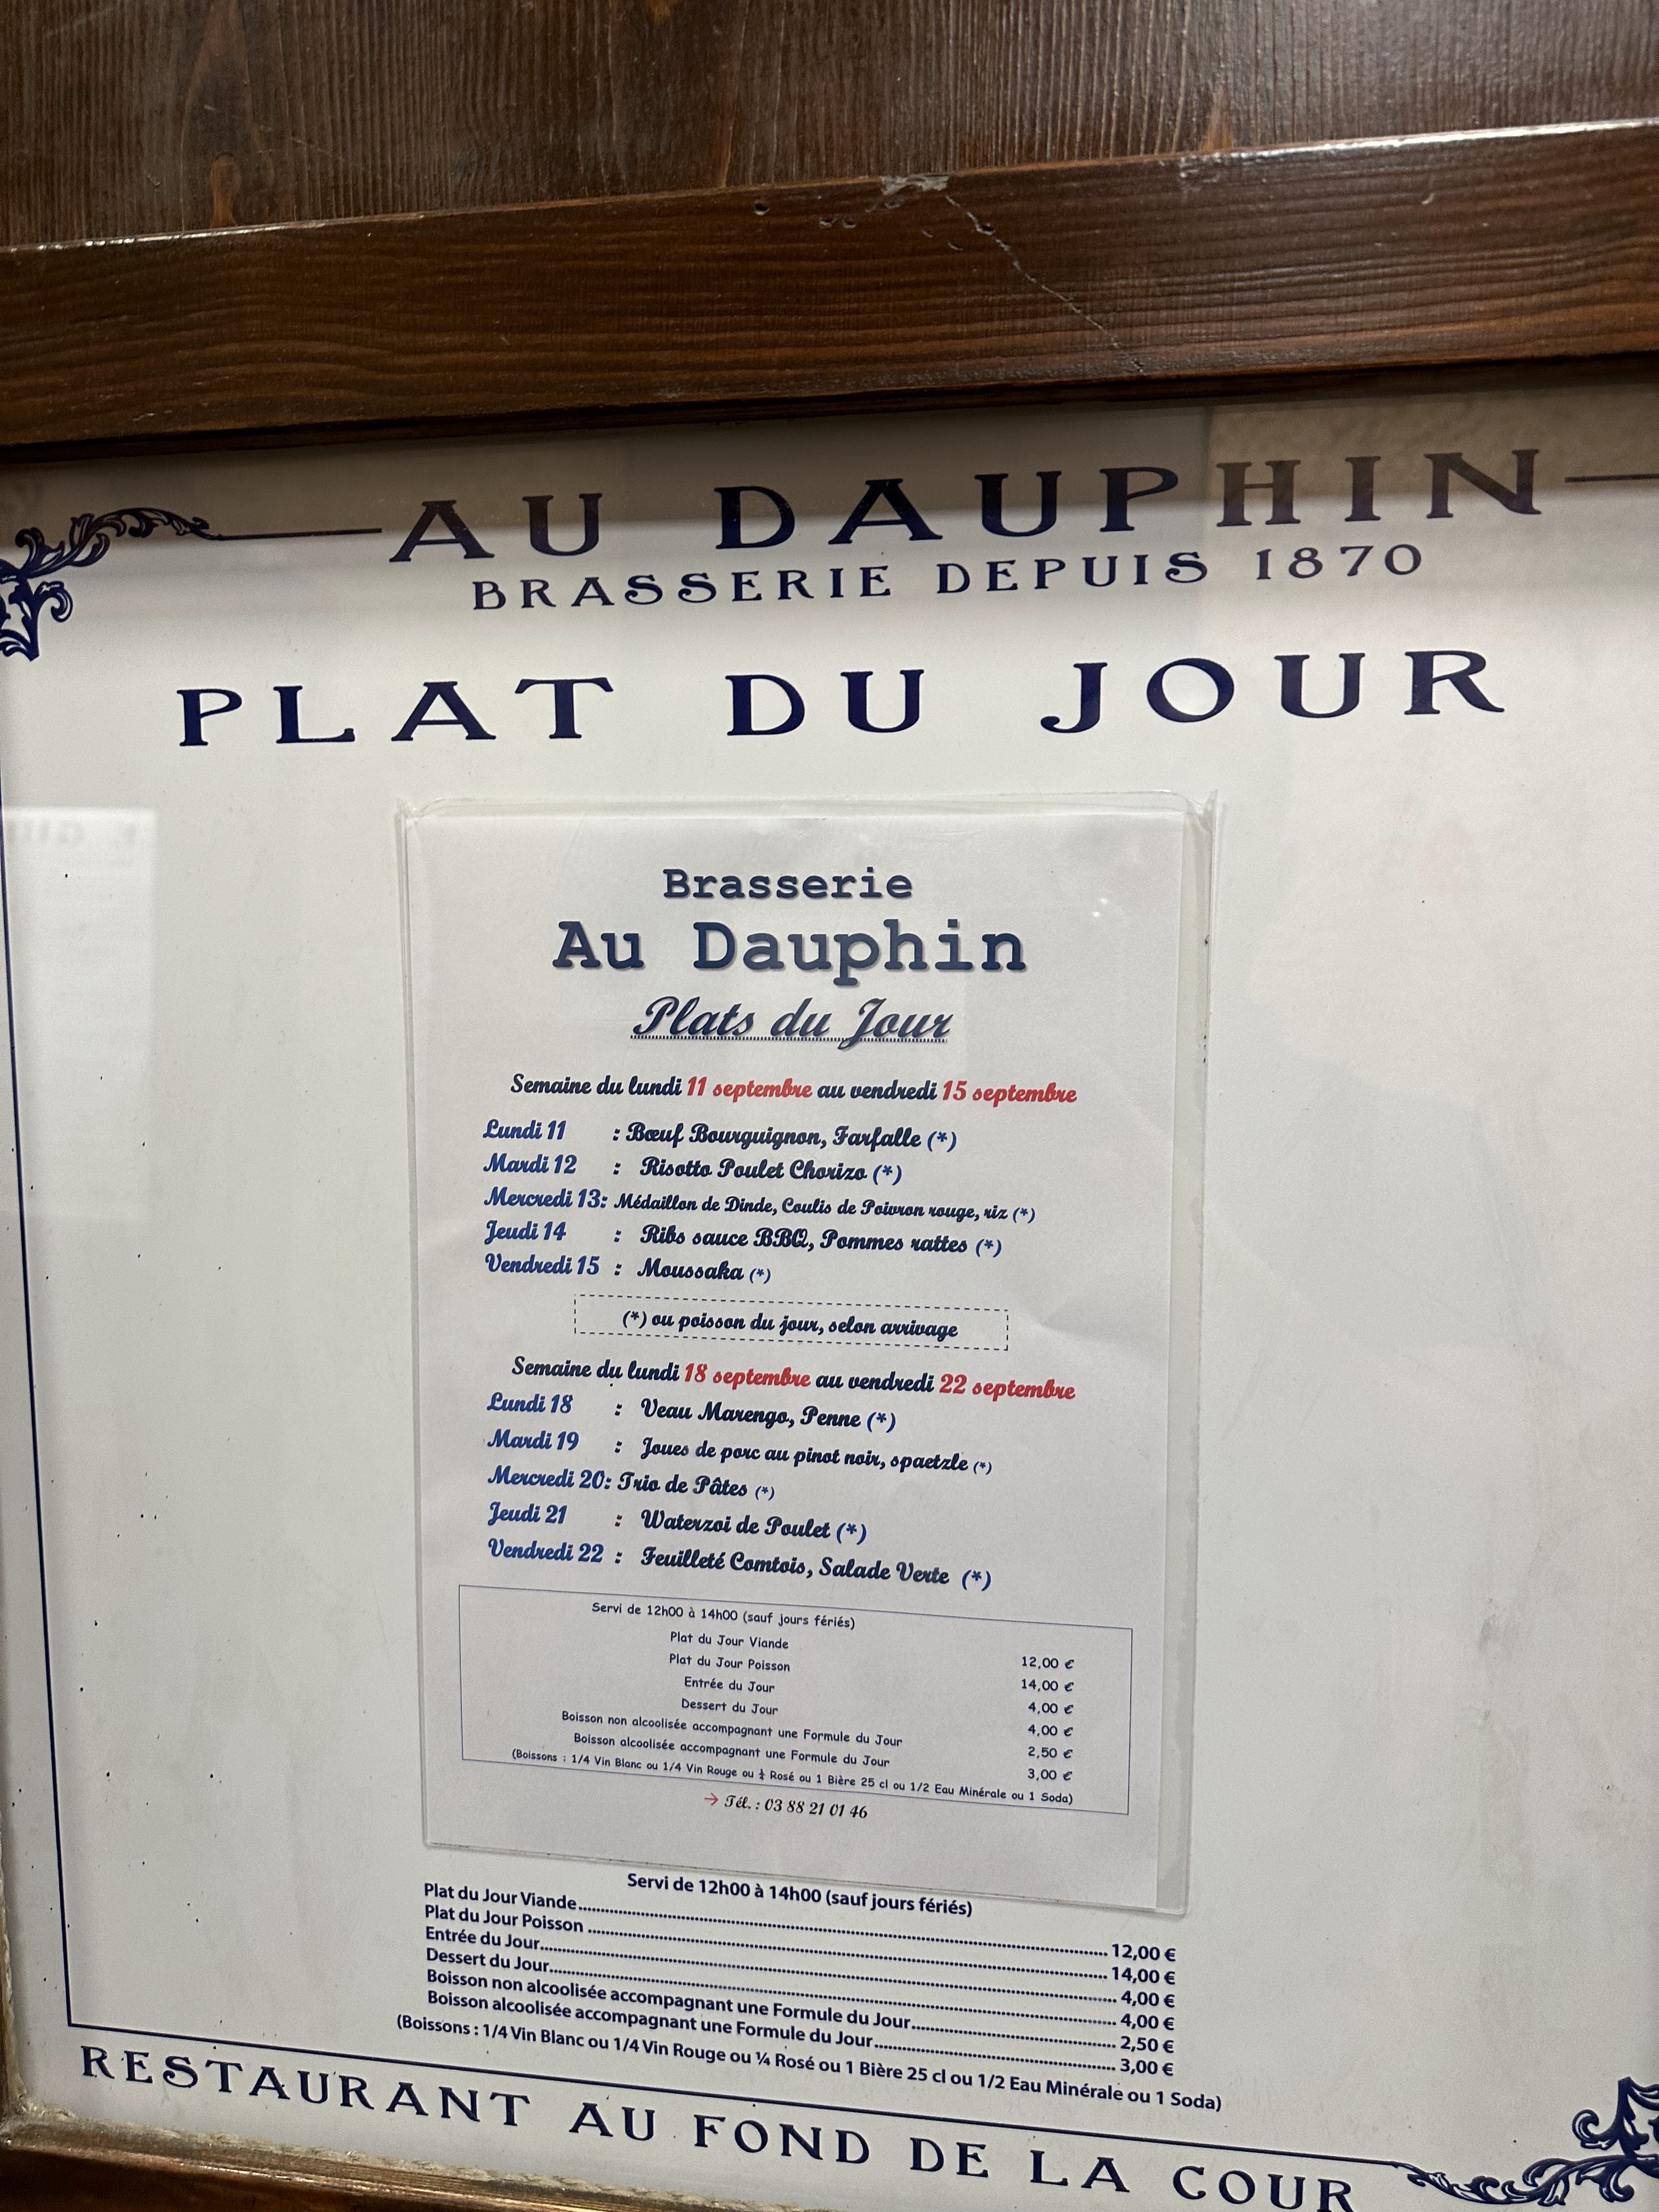 AU DAUPHIN
BRASSERIE DEPUIS 1870
PLAT DU JOUR
Brasserie
Au Dauphin
Plats du Jour
Semaine du lundi 11 septembre au vendredi 15 septembre
Lundi 11 : Bœuf Bourguignon, Farfalle (*)
Mardi 12 : Risotto Poulet Chorizo (*)
Mercredi 13: Médaillon de Dinde, Coulis de Poivron rouge, riz (*)
Jeudi 14 : Ribs sauce BBQ, Pommes rattes (*)
Vendredi 15 : Moussaka (*)
(*) ou poisson du jour, selon arrivage
Semaine du lundi 18 septembre au vendredi 22 septembre
Lundi 18 : Veau Marengo, Penne (*)
Mardi 19 : Joues de porc au pinot noir, spaetzle (*)
Mercredi 20: Trio de Pâtes (*)
Jeudi 21 : Waterzoi de Poulet (*)
Vendredi 22 : Feuilleté Comtois, Salade Verte (*)
Servi de 12h00 à 14h00 (sauf jours fériés)
Plat du Jour Viande 12,00 €
Plat du Jour Poisson 14,00 €
Entrée du Jour 4,00 €
Dessert du Jour 4,00 €
Boisson non alcoolisée accompagnant une Formule du Jour 2,50 €
Boisson alcoolisée accompagnant une Formule du Jour 3,00 €
(Boissons : 1/4 Vin Blanc ou 1/4 Vin Rouge ou ¼ Rosé ou 1 Bière 25 cl ou 1/2 Eau Minérale ou 1 Soda)
→ Tél. : 03 88 21 01 46
Servi de 12h00 à 14h00 (sauf jours fériés)
Plat du Jour Viande 12,00 €
Plat du Jour Poisson 14,00 €
Entrée du Jour 4,00 €
Dessert du Jour 4,00 €
Boisson non alcoolisée accompagnant une Formule du Jour 2,50 €
Boisson alcoolisée accompagnant une Formule du Jour 3,00 €
(Boissons : 1/4 Vin Blanc ou 1/4 Vin Rouge ou ¼ Rosé ou 1 Bière 25 cl ou 1/2 Eau Minérale ou 1 Soda)
RESTAURANT AU FOND DE LA COUR